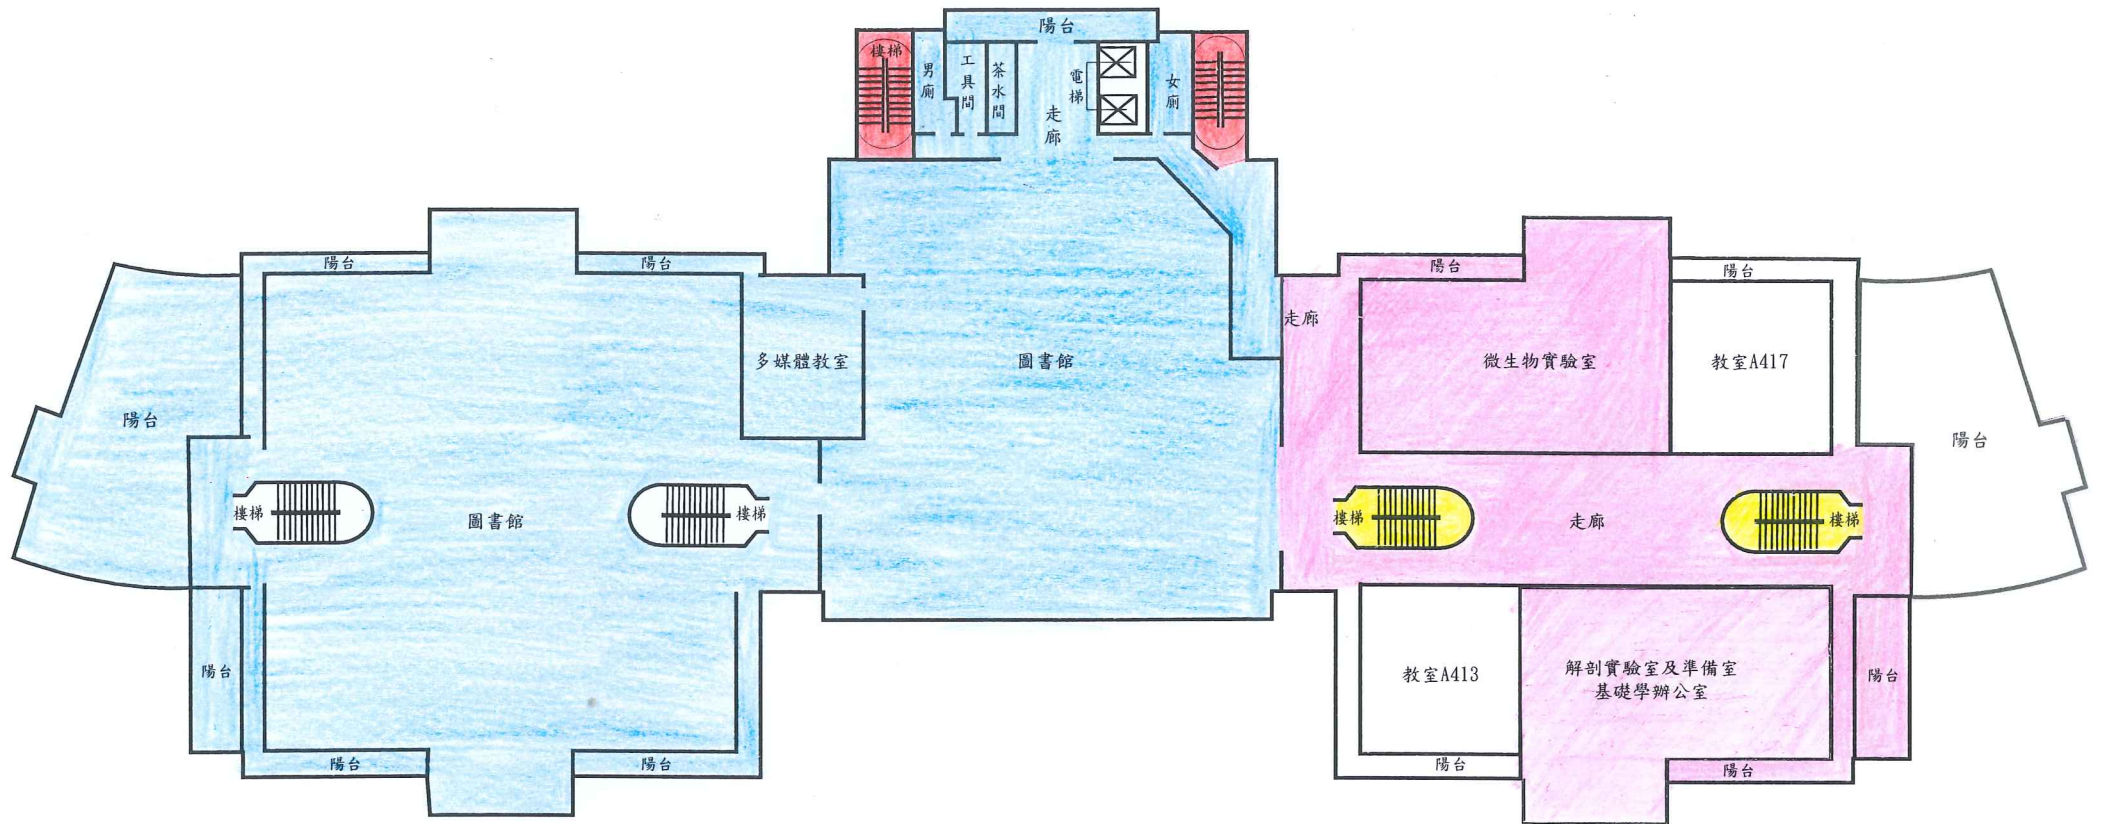 陽台
樓梯
男廁
工具間
茶水間
走廊
電梯
女廁
陽台
陽台
陽台
陽台
走廊
多媒體教室
圖書館
微生物實驗室
教室A417
陽台
陽台
樓梯
圖書館
樓梯
樓梯
走廊
樓梯
陽台
教室A413
解剖實驗室及準備室
基礎學辦公室
陽台
陽台
陽台
陽台
陽台